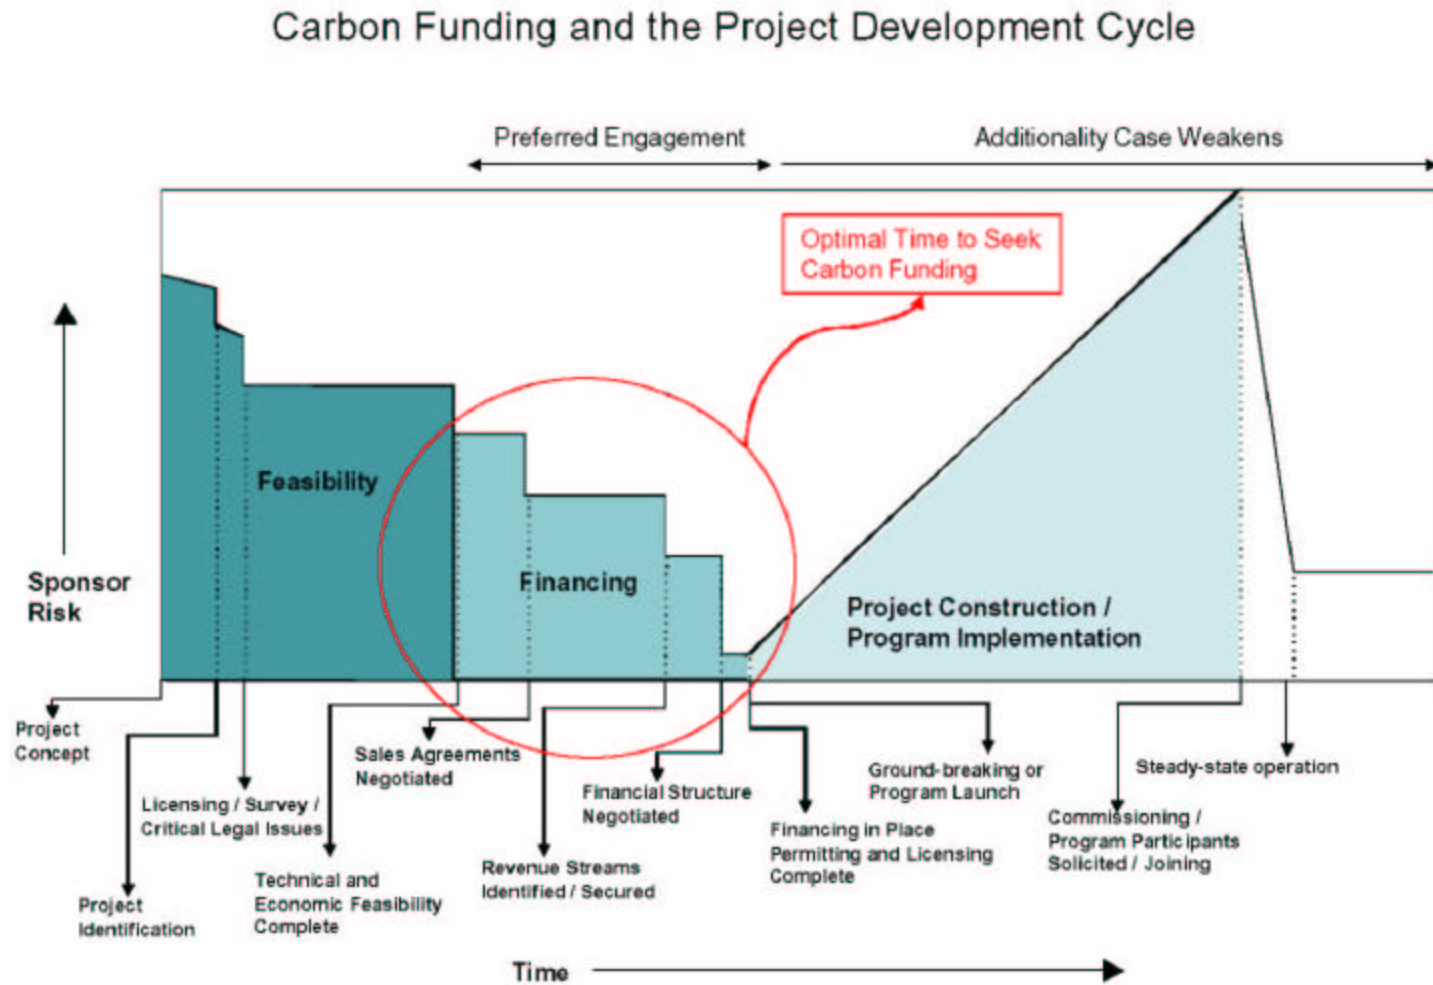 Carbon Funding and the Project Development Cycle
Preferred Engagement
Additionality Case Weakens
Optimal Time to Seek
Carbon Funding
Feasibility
Financing
Sponsor
Risk
Project Construction /
Program Implementation
Project
Concept
Sales Agreements
Negotiated
Steady-state operation
Ground-breaking or
Program Launch
Licensing / Survey /
Critical Legal Issues
Financial Structure
Negotiated
Commissioning /
Program Participants
Solicited / Joining
Financing in Place
Permitting and Licensing
Complete
Revenue Streams
Identified / Secured
Technical and
Economic Feasibility
Complete
Project
Identification
Time